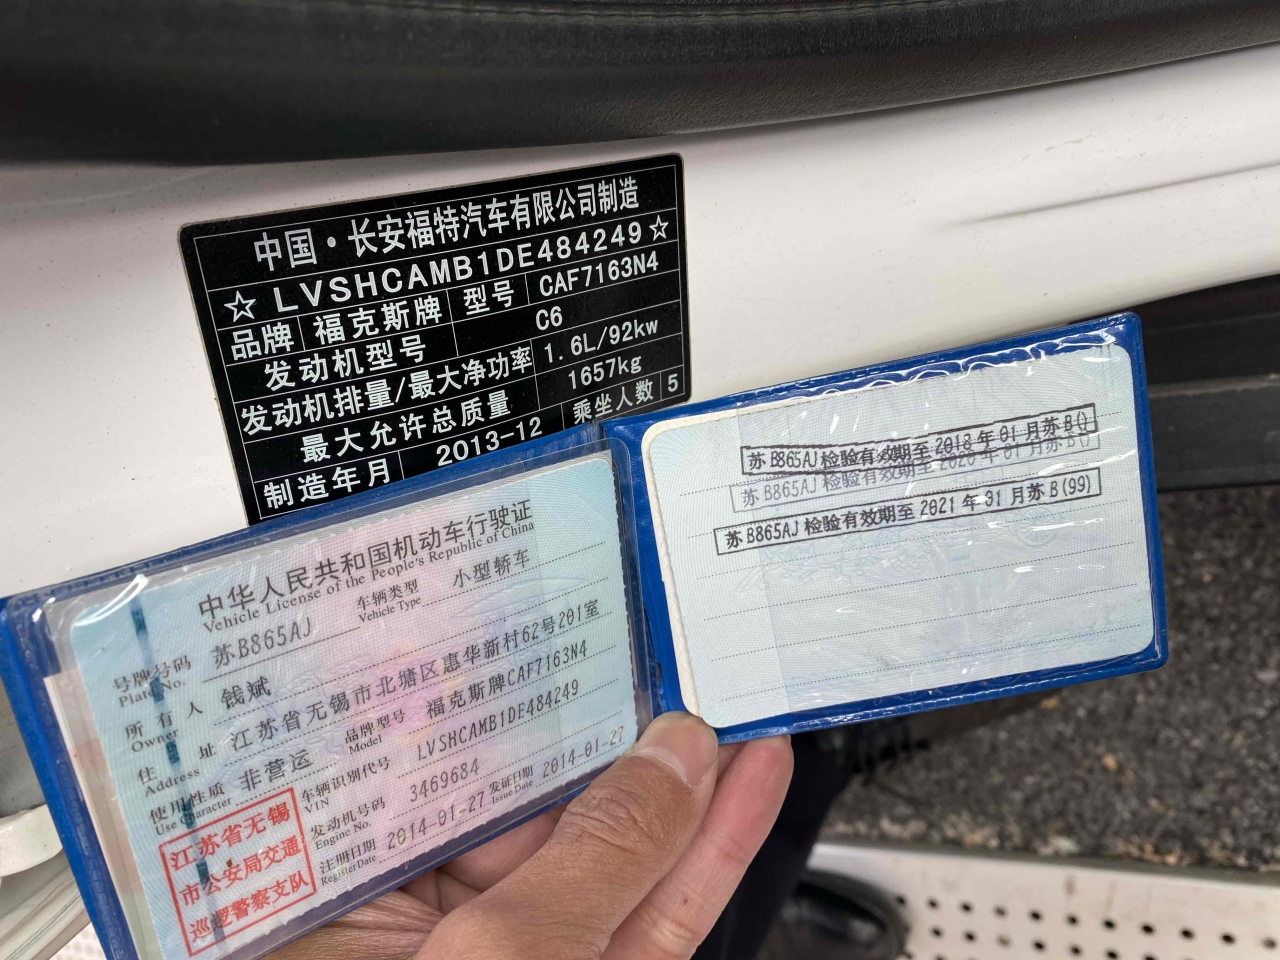 中国·长安福特汽车有限公司制造
☆LVSHCAMB1DE484249☆
品牌 福克斯牌 型号 CAF7163N4
发动机型号 C6
发动机排量/最大净功率 1.6L/92kw
最大允许总质量 1657kg
制造年月 2013-12 乘坐人数 5
中华人民共和国机动车行驶证
Vehicle License of the People's Republic of China
号牌号码 苏B865AJ 车辆类型 小型轿车
Plate No. Vehicle Type
所有人 钱斌
Owner
住址 江苏省无锡市北塘区惠华新村62号201室
Address
使用性质 非营运 品牌型号 福克斯牌CAF7163N4
Use Character Model
车辆识别代号 LVSHCAMB1DE484249
VIN
发动机号码 3469684
Engine No.
注册日期 2014-01-27 发证日期 2014-01-27
Register Date Issue Date
江苏省无锡
市公安局交通
巡逻警察支队
苏B865AJ检验有效期至2018年01月苏B()
苏B865AJ检验有效期至2020年01月苏B()
苏B865AJ检验有效期至2021年01月苏B(99)